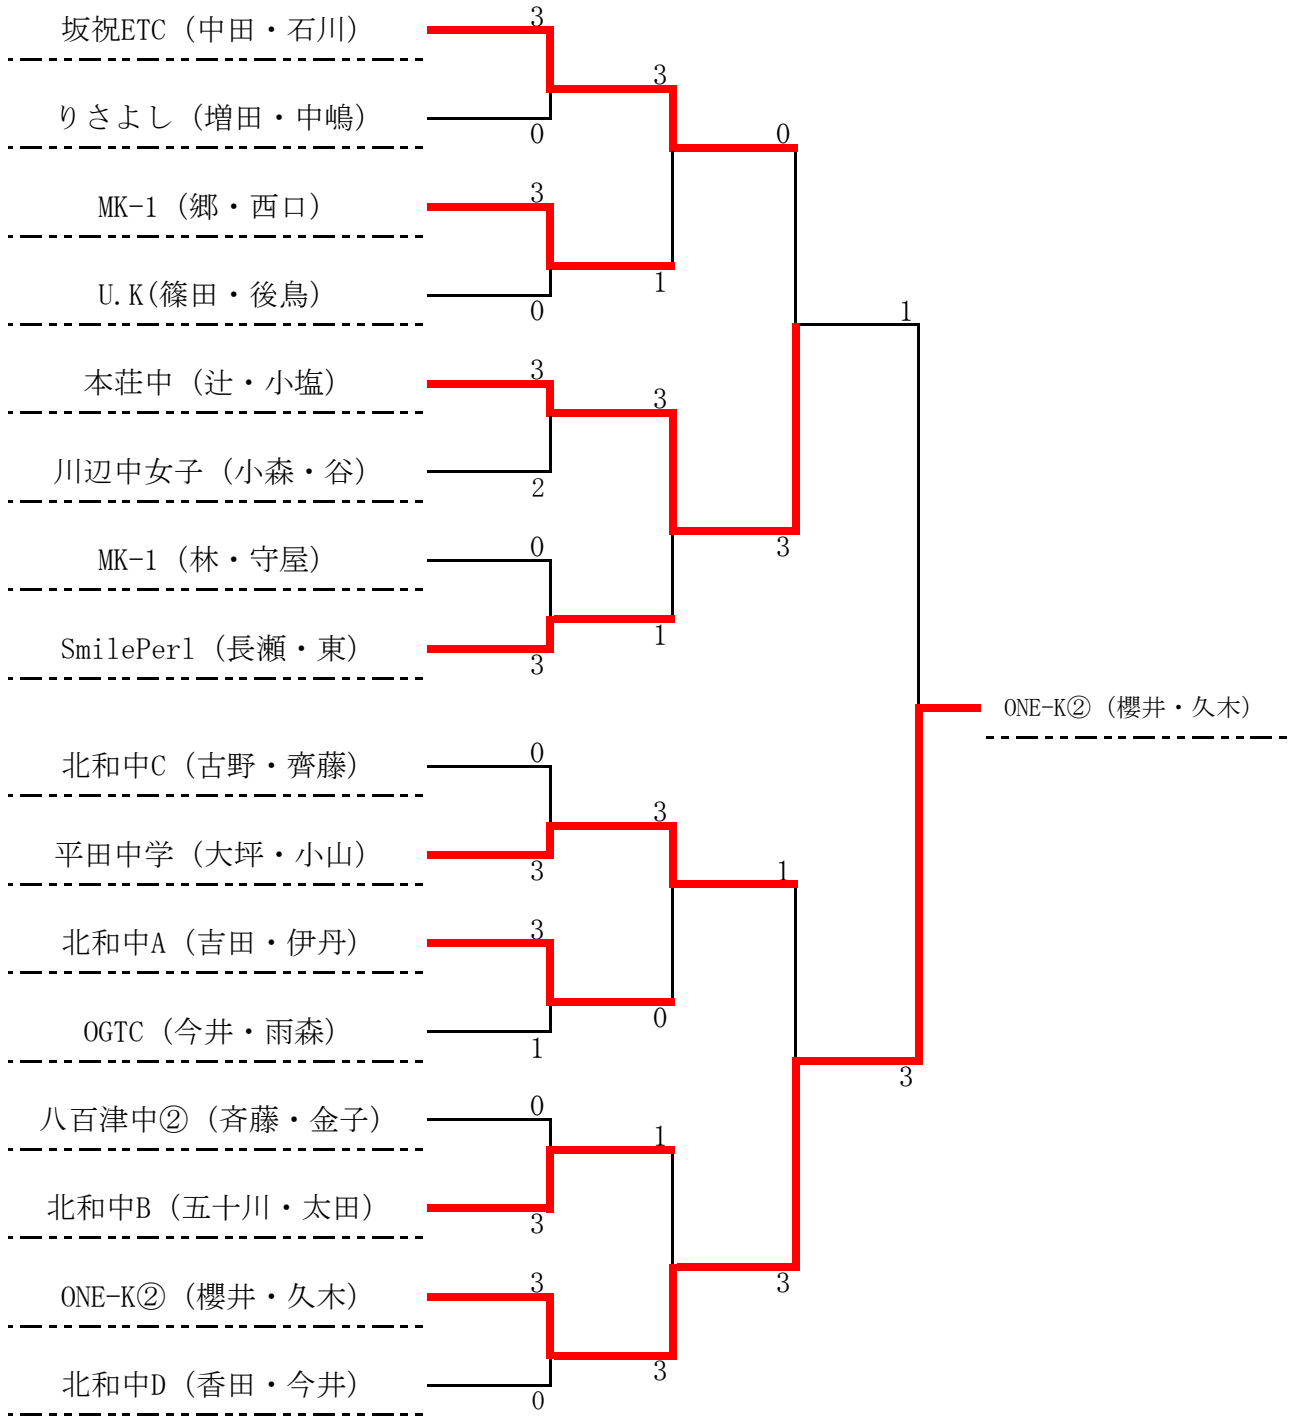 坂祝ETC（中田・石川）
3
3
りさよし（増田・中嶋）
0
0
MK-1（郷・西口）
3
1
U.K(篠田・後鳥）
0
1
本荘中（辻・小塩）
3
3
川辺中女子（小森・谷）
2
3
MK-1（林・守屋）
0
1
SmilePerl（長瀬・東）
3
ONE-K②（櫻井・久木）
北和中C（古野・齊藤）
0
3
平田中学（大坪・小山）
3
1
北和中A（吉田・伊丹）
3
0
OGTC（今井・雨森）
1
3
八百津中②（斉藤・金子）
0
1
北和中B（五十川・太田）
3
3
ONE-K②（櫻井・久木）
3
3
北和中D（香田・今井）
0